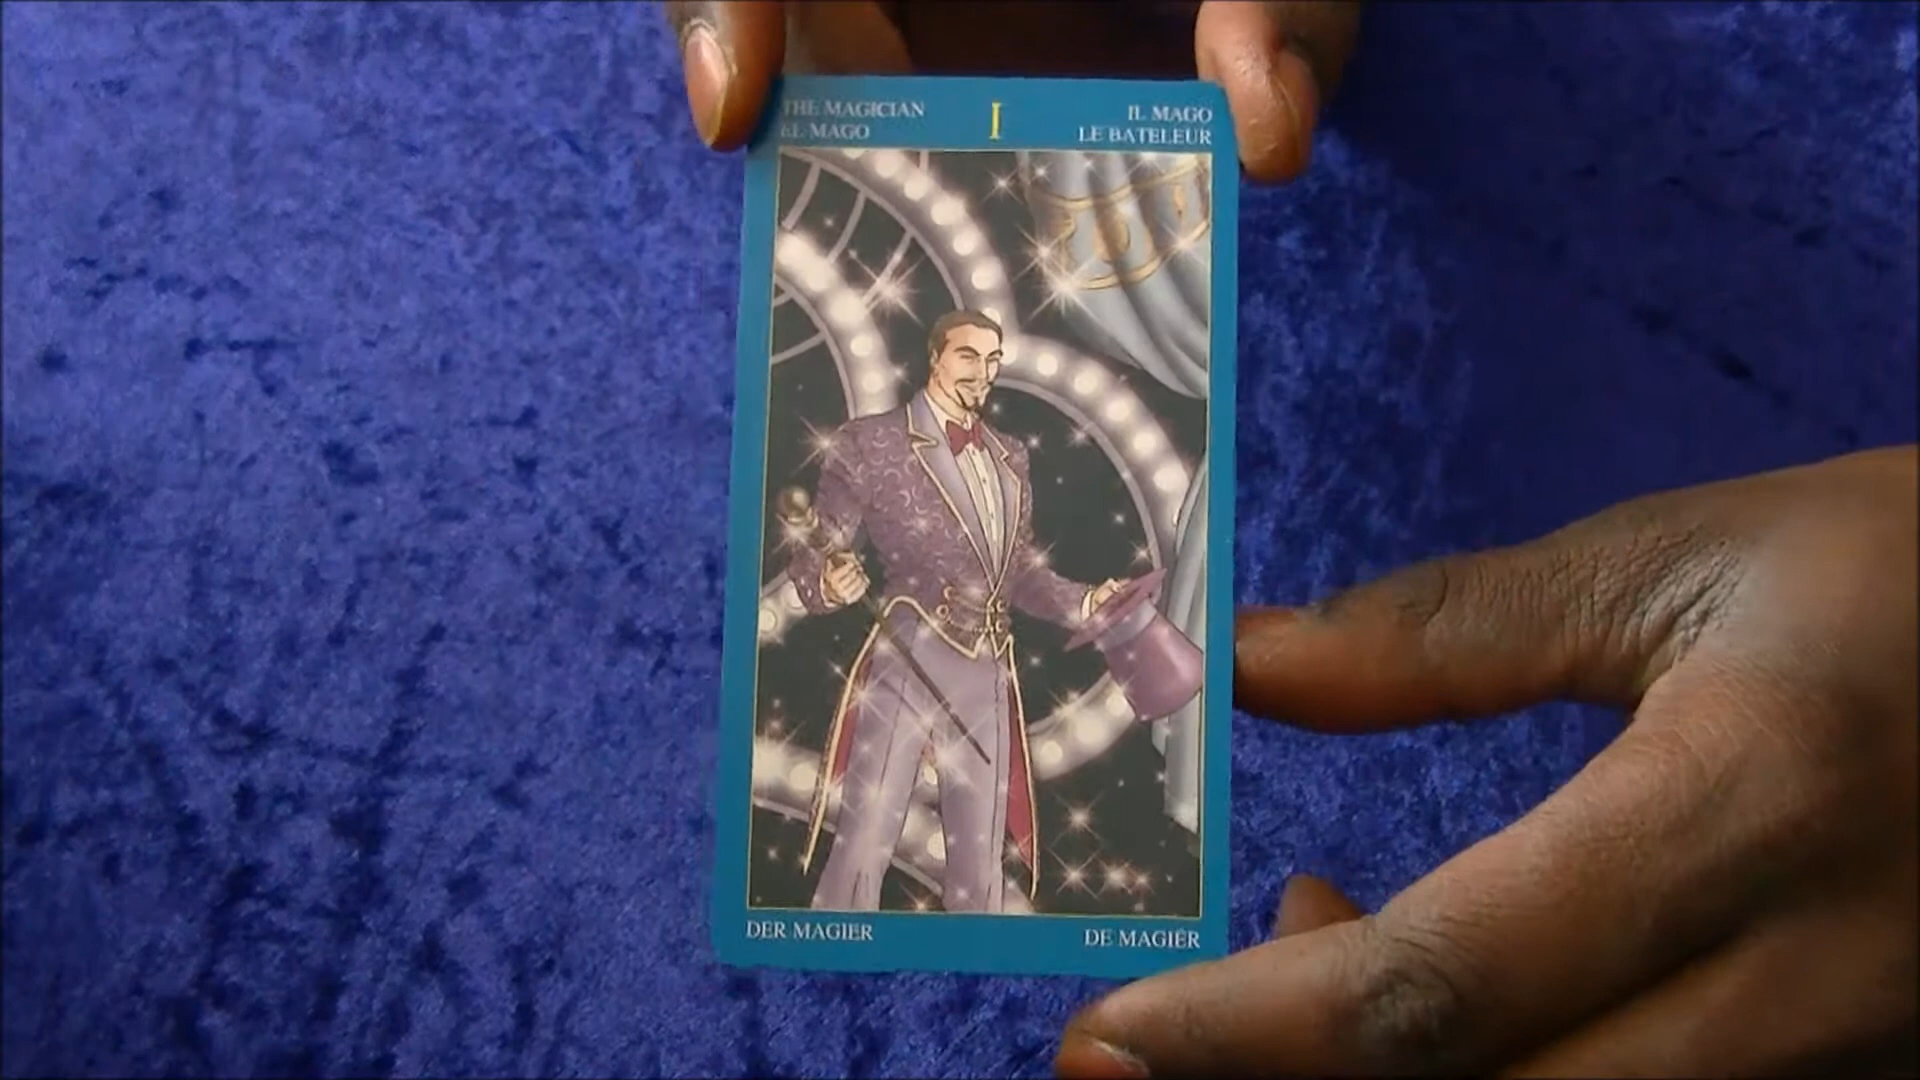 THE MAGICIAN
EL MAGO
I
IL MAGO
LE BATELEUR
DER MAGIER
DE MAGIËR